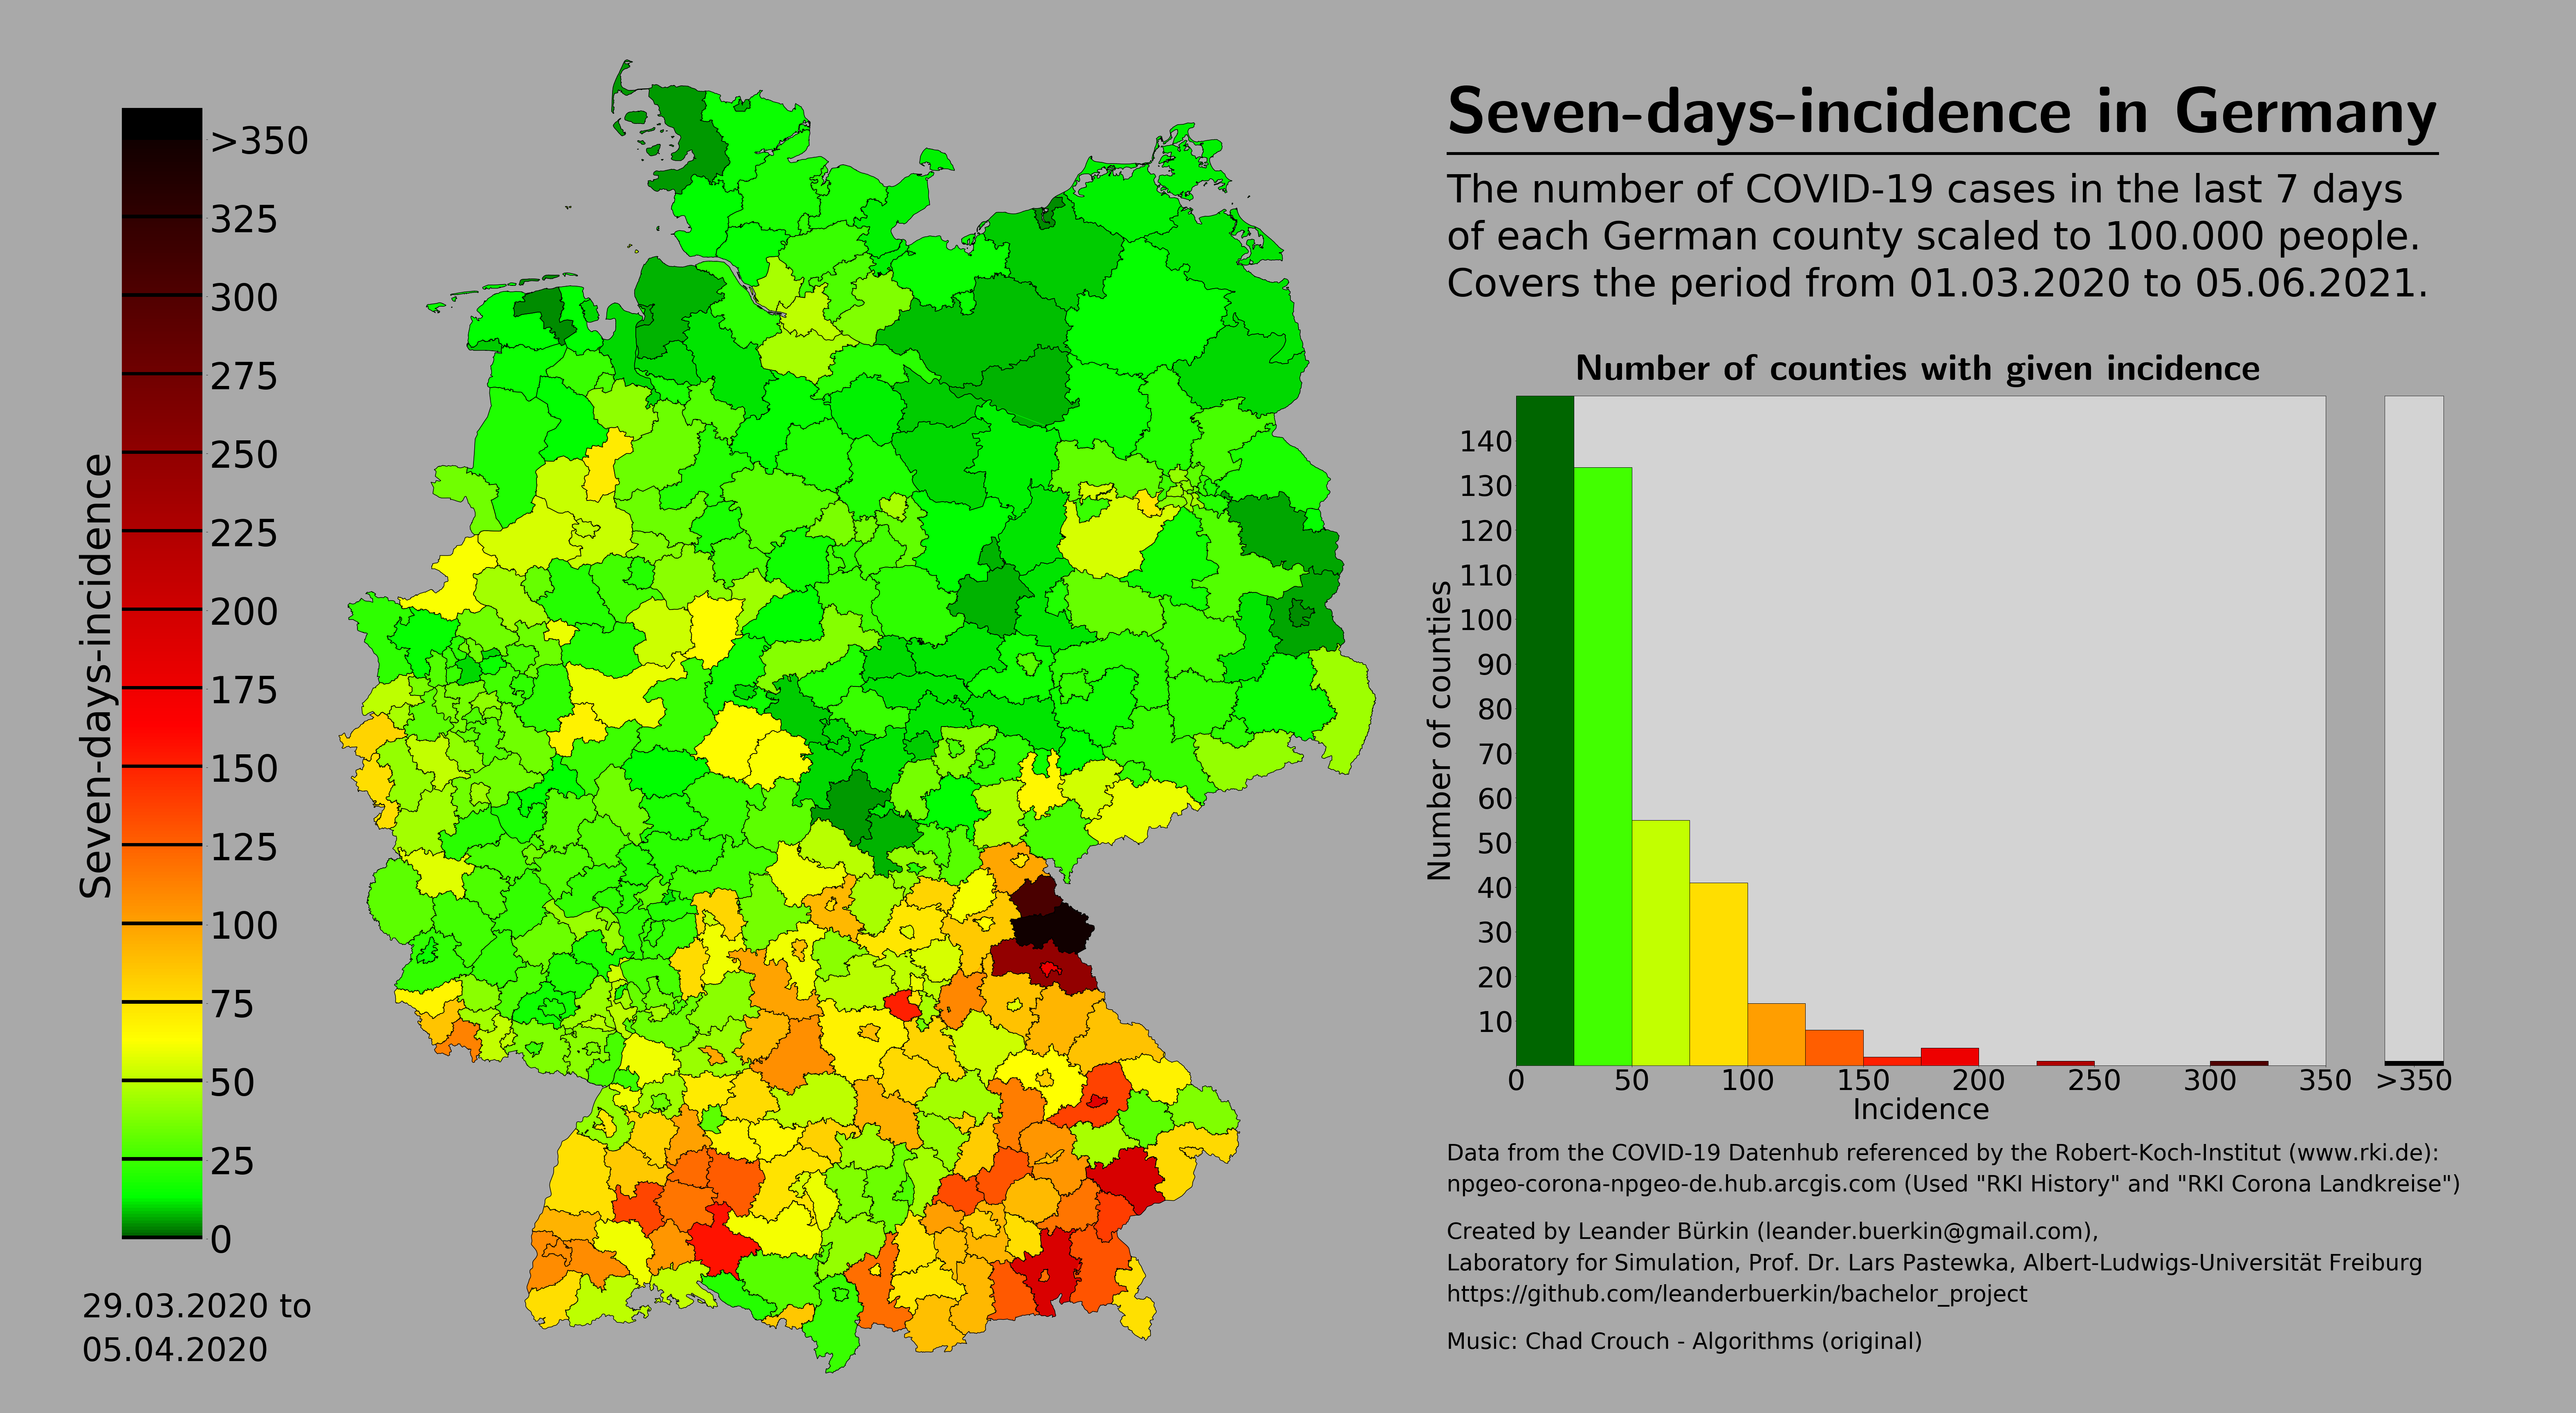 Seven-days-incidence
>350
325
300
275
250
225
200
175
150
125
100
75
50
25
0
29.03.2020 to
05.04.2020
Seven-days-incidence in Germany
The number of COVID-19 cases in the last 7 days
of each German county scaled to 100.000 people.
Covers the period from 01.03.2020 to 05.06.2021.
Number of counties with given incidence
Number of counties
140
130
120
110
100
90
80
70
60
50
40
30
20
10
0 50 100 150 200 250 300 350 >350
Incidence
Data from the COVID-19 Datenhub referenced by the Robert-Koch-Institut (www.rki.de):
npgeo-corona-npgeo-de.hub.arcgis.com (Used "RKI History" and "RKI Corona Landkreise")
Created by Leander Bürkin (leander.buerkin@gmail.com),
Laboratory for Simulation, Prof. Dr. Lars Pastewka, Albert-Ludwigs-Universität Freiburg
https://github.com/leanderbuerkin/bachelor_project
Music: Chad Crouch - Algorithms (original)